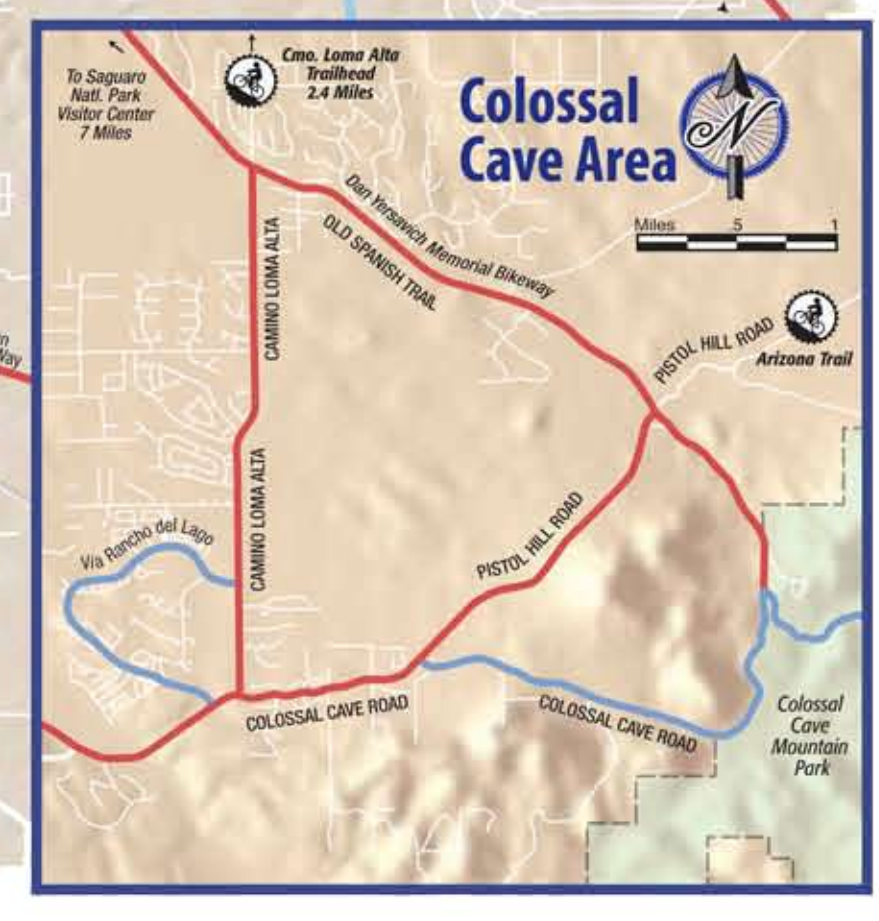 To Saguaro
Natl. Park
Visitor Center
7 Miles
Cmo. Loma Alta
Trailhead
2.4 Miles
Colossal
Cave Area
N
Miles .5 1
Dan Yersavich Memorial Bikeway
OLD SPANISH TRAIL
CAMINO LOMA ALTA
PISTOL HILL ROAD
Arizona Trail
CAMINO LOMA ALTA
PISTOL HILL ROAD
Via Rancho del Lago
COLOSSAL CAVE ROAD
COLOSSAL CAVE ROAD
Colossal
Cave
Mountain
Park
Way